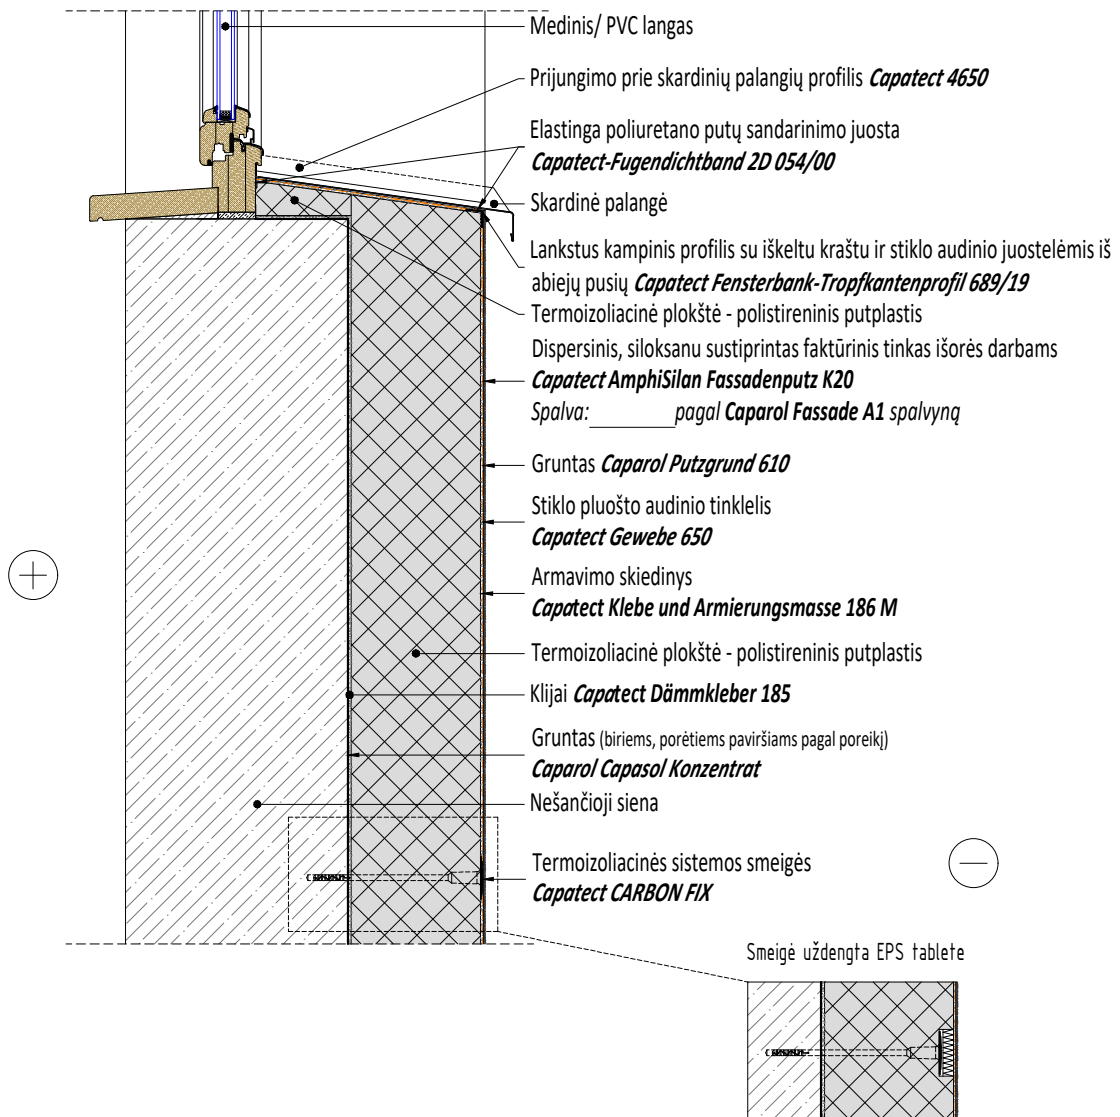 Medinis/ PVC langas
Prijungimo prie skardinių palangių profilis Capatect 4650
Elastinga poliuretano putų sandarinimo juosta
Capatect-Fugendichtband 2D 054/00
Skardinė palangė
Lankstus kampinis profilis su iškeltu kraštu ir stiklo audinio juostelėmis iš
abiejų pusių Capatect Fensterbank-Tropfkantenprofil 689/19
Termoizoliacinė plokštė - polistireninis putplastis
Dispersinis, siloksanu sustiprintas faktūrinis tinkas išorės darbams
Capatect AmphiSilan Fassadenputz K20
Spalva:________pagal Caparol Fassade A1 spalvyną
Gruntas Caparol Putzgrund 610
Stiklo pluošto audinio tinklelis
Capatect Gewebe 650
Armavimo skiedinys
Capatect Klebe und Armierungsmasse 186 M
Termoizoliacinė plokštė - polistireninis putplastis
Klijai Capatect Dämmkleber 185
Gruntas (biriems, porėtiems paviršiams pagal poreikį)
Caparol Capasol Konzentrat
Nešančioji siena
Termoizoliacinės sistemos smeigės
Capatect CARBON FIX
Smeigė uždengta EPS tablete